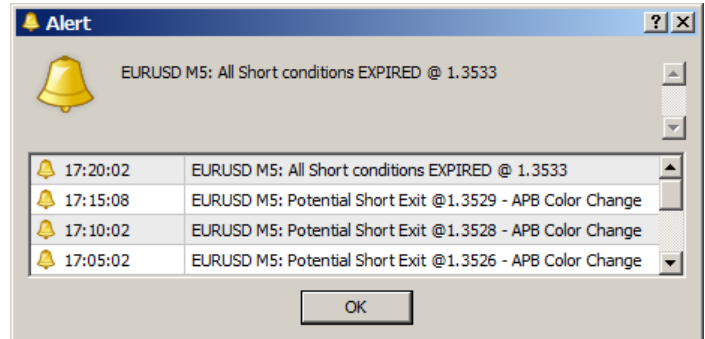 Alert
EURUSD M5: All Short conditions EXPIRED @ 1.3533
17:20:02 EURUSD M5: All Short conditions EXPIRED @ 1.3533
17:15:08 EURUSD M5: Potential Short Exit @1.3529 - APB Color Change
17:10:02 EURUSD M5: Potential Short Exit @1.3528 - APB Color Change
17:05:02 EURUSD M5: Potential Short Exit @1.3526 - APB Color Change
OK